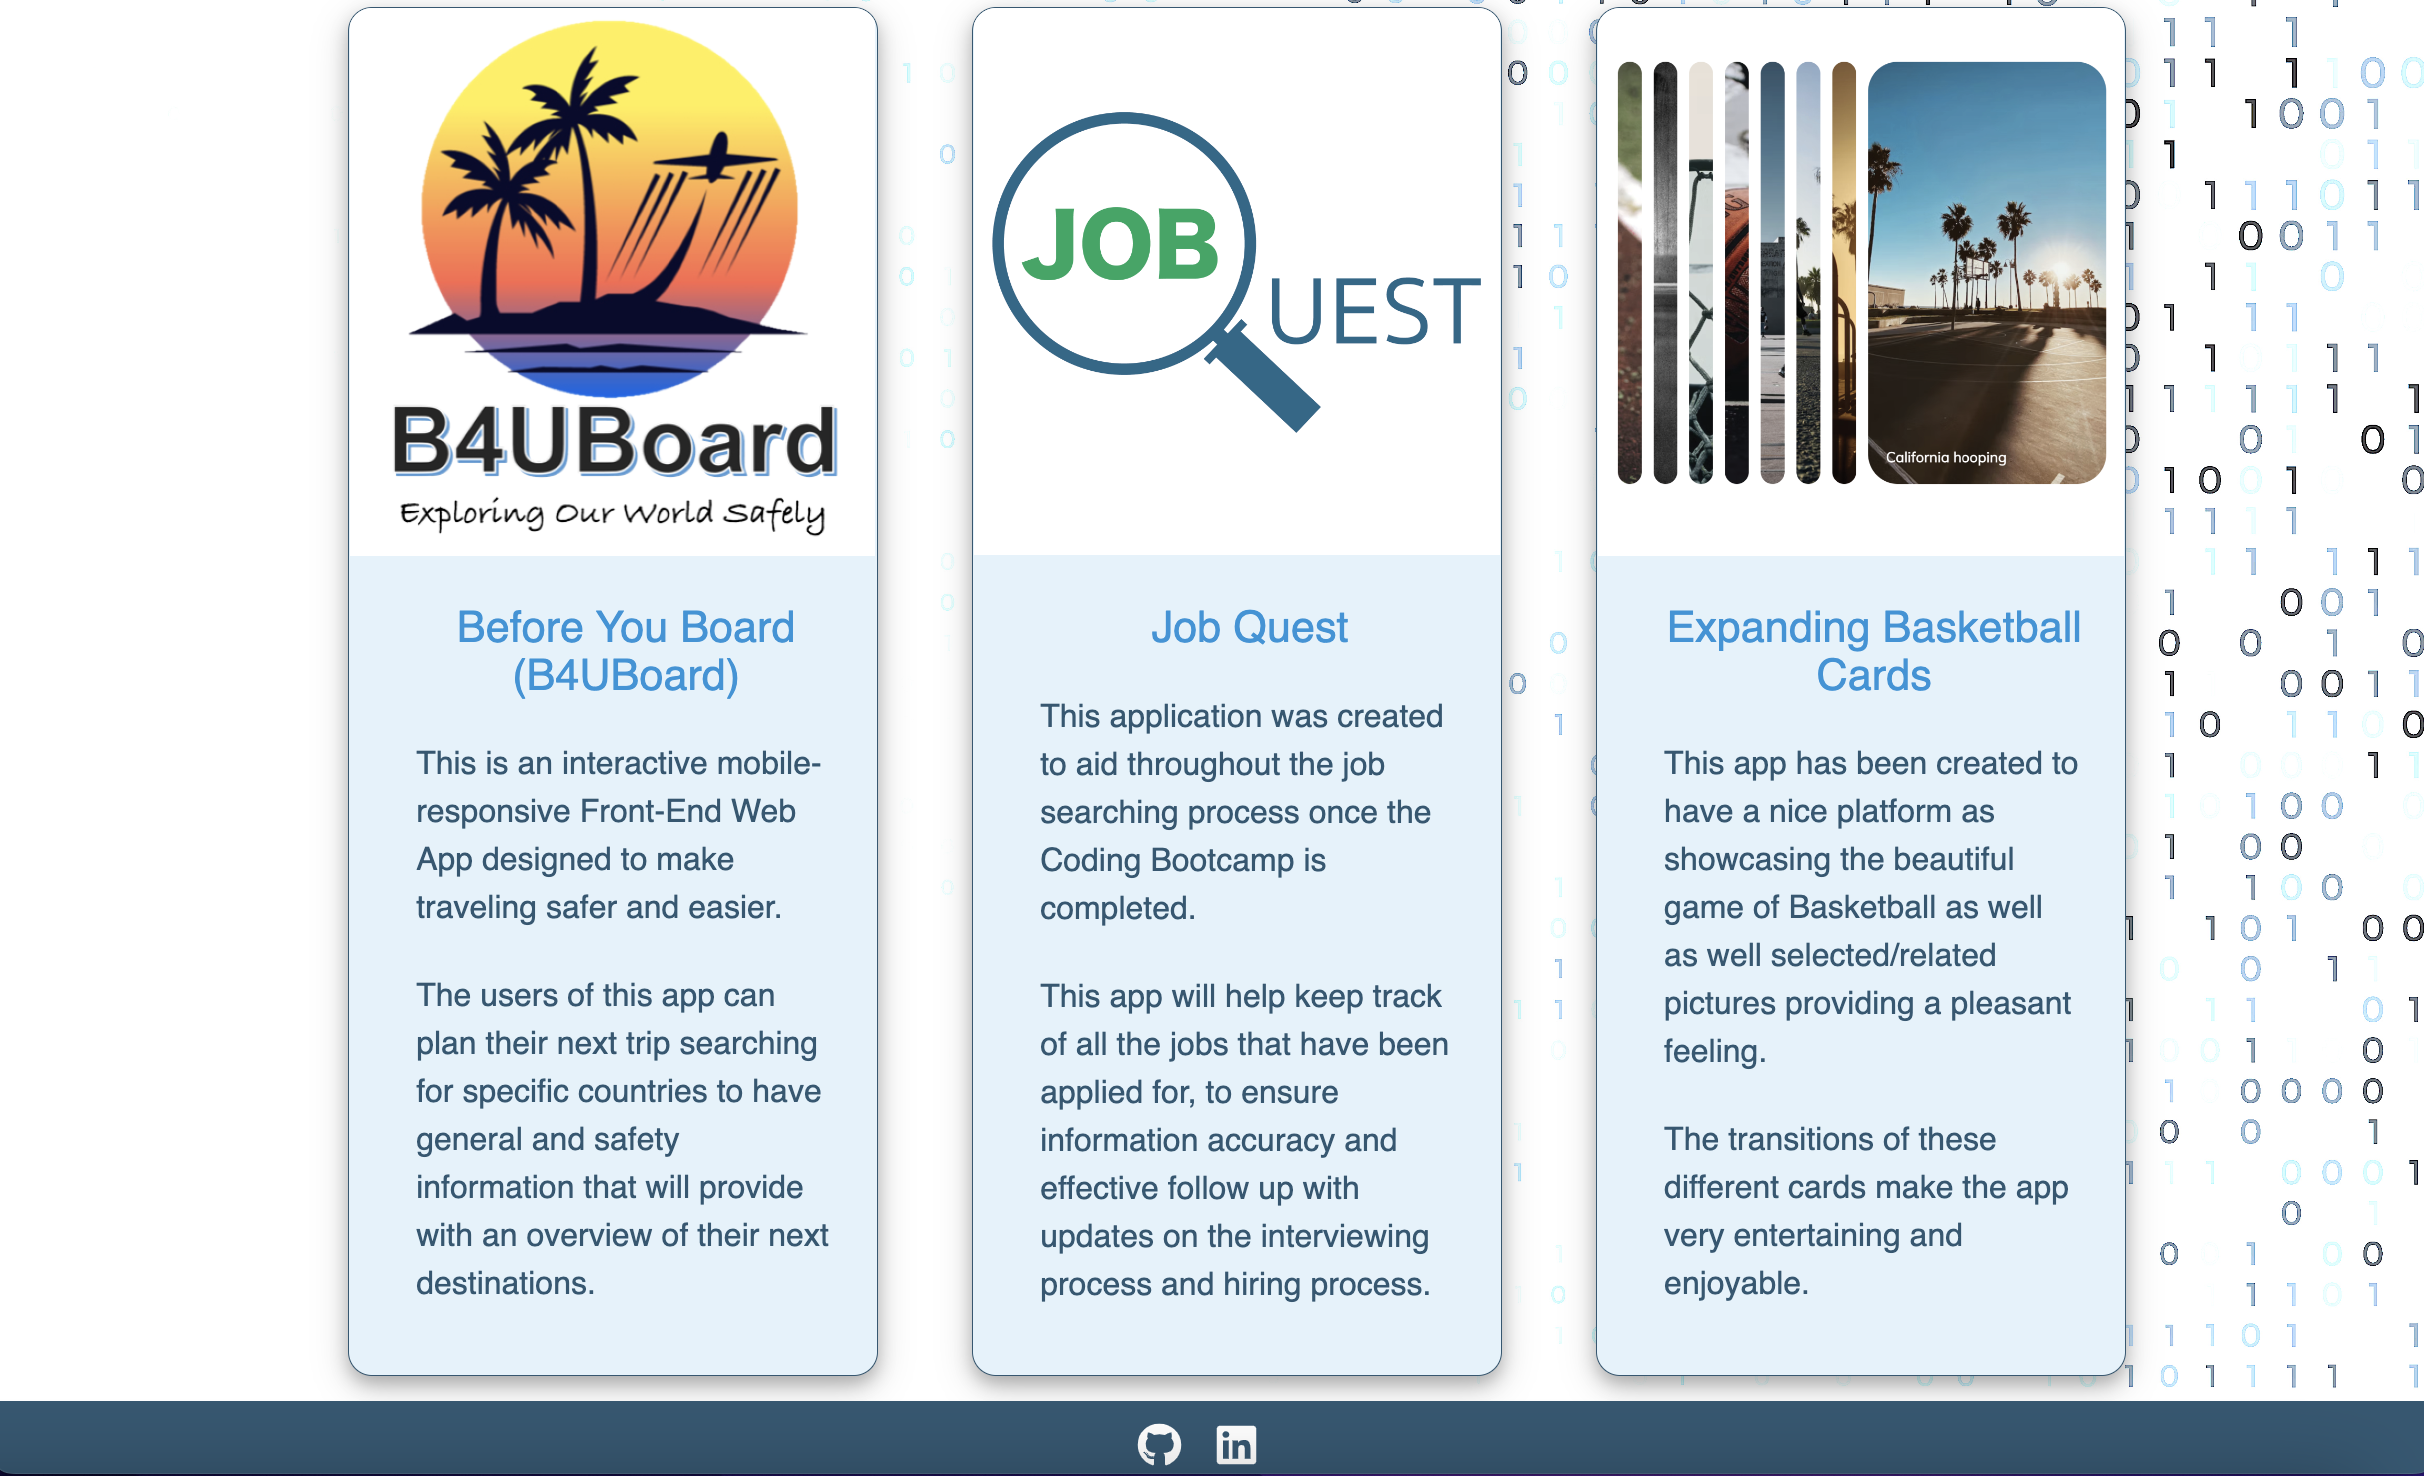 B4UBoard
Exploring Our World Safely
Before You Board
(B4UBoard)
This is an interactive mobile-
responsive Front-End Web
App designed to make
traveling safer and easier.
The users of this app can
plan their next trip searching
for specific countries to have
general and safety
information that will provide
with an overview of their next
destinations.
JOB
UEST
Job Quest
This application was created
to aid throughout the job
searching process once the
Coding Bootcamp is
completed.
This app will help keep track
of all the jobs that have been
applied for, to ensure
information accuracy and
effective follow up with
updates on the interviewing
process and hiring process.
California hooping
Expanding Basketball
Cards
This app has been created to
have a nice platform as
showcasing the beautiful
game of Basketball as well
as well selected/related
pictures providing a pleasant
feeling.
The transitions of these
different cards make the app
very entertaining and
enjoyable.
in